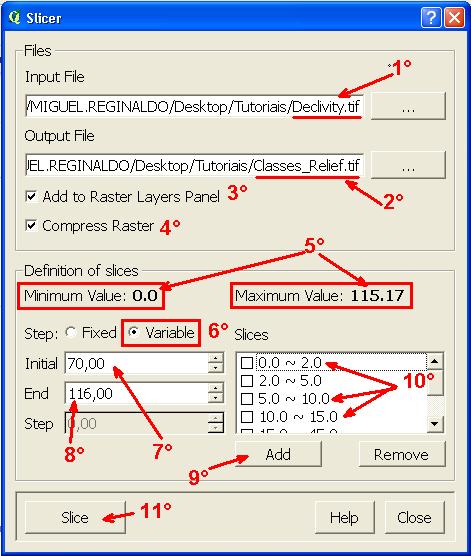 Slicer
Files
Input File
1°
/MIGUEL.REGINALDO/Desktop/Tutoriais/Declivity.tif
...
Output File
JEL.REGINALDO/Desktop/Tutoriais/Classes_Relief.tif
...
2°
Add to Raster Layers Panel 3°
Compress Raster 4°
Definition of slices
5°
Minimum Value: 0.0 Maximum Value: 115.17
Step: Fixed Variable 6° Slices
Initial 70,00
0.0 ~ 2.0
2.0 ~ 5.0
5.0 ~ 10.0
10.0 ~ 15.0
15.0 ~ 45.0
10°
End 116,00
Step 0,00
8° 7°
9° Add Remove
Slice 11° Help Close